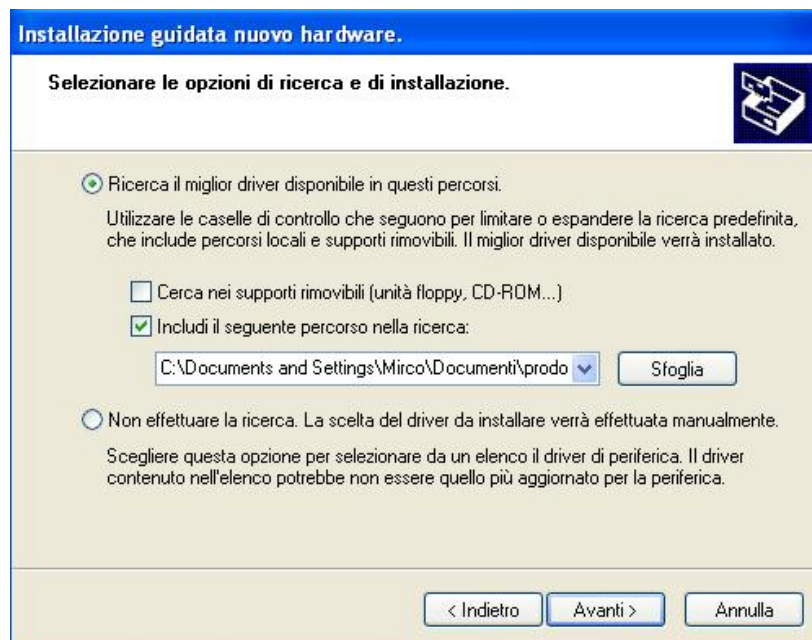 Installazione guidata nuovo hardware.
Selezionare le opzioni di ricerca e di installazione.
Ricerca il miglior driver disponibile in questi percorsi.
Utilizzare le caselle di controllo che seguono per limitare o espandere la ricerca predefinita,
che include percorsi locali e supporti rimovibili. Il miglior driver disponibile verrà installato.
Cerca nei supporti rimovibili (unità floppy, CD-ROM...)
Includi il seguente percorso nella ricerca:
C:\Documents and Settings\Mirco\Documenti\prodo
Sfoglia
Non effettuare la ricerca. La scelta del driver da installare verrà effettuata manualmente.
Scegliere questa opzione per selezionare da un elenco il driver di periferica. Il driver
contenuto nell'elenco potrebbe non essere quello più aggiornato per la periferica.
< Indietro
Avanti >
Annulla